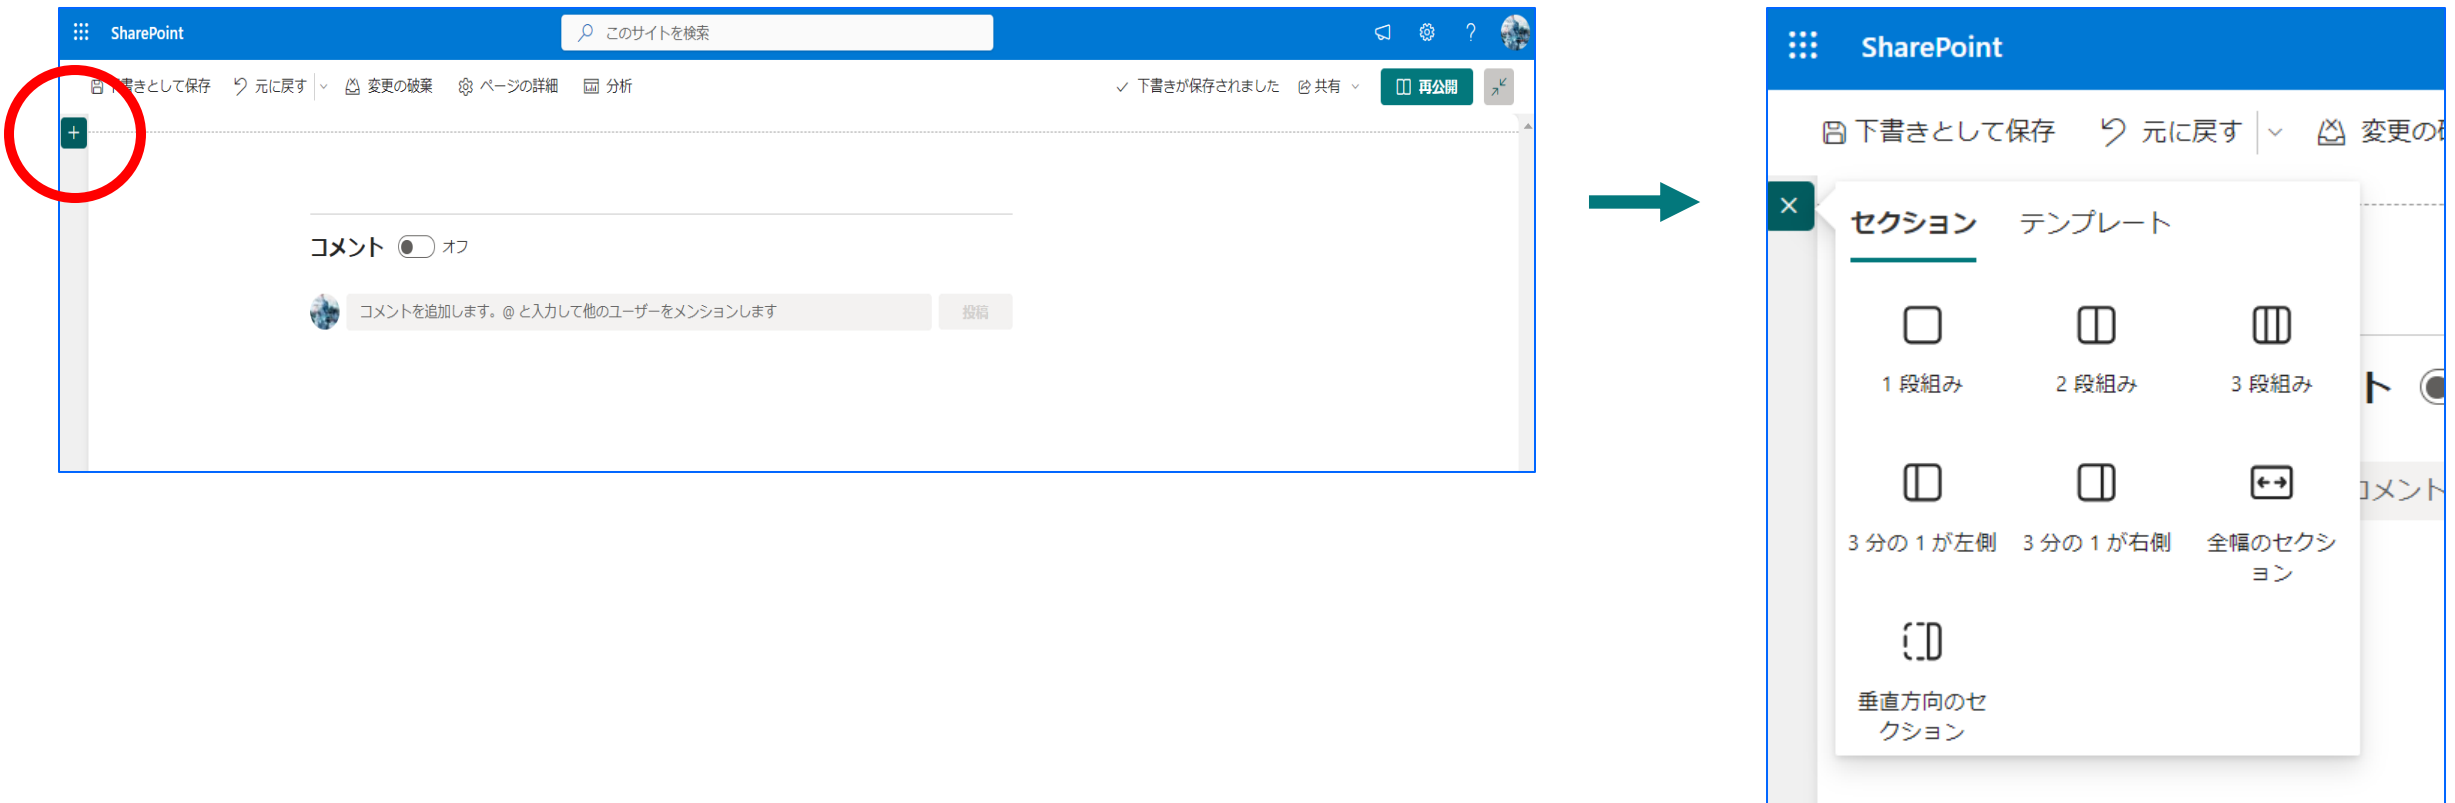 SharePoint
このサイトを検索
?
下書きとして保存 元に戻す 変更の破棄 ページの詳細 分析
下書きが保存されました 共有 再公開
+
コメント オフ
コメントを追加します。@ と入力して他のユーザーをメンションします
投稿
SharePoint
下書きとして保存 元に戻す 変更の
セクション テンプレート
1 段組み 2 段組み 3 段組み
ト
3 分の 1 が左側 3 分の 1 が右側 全幅のセクシ
ョン
コメント
垂直方向のセ
クション